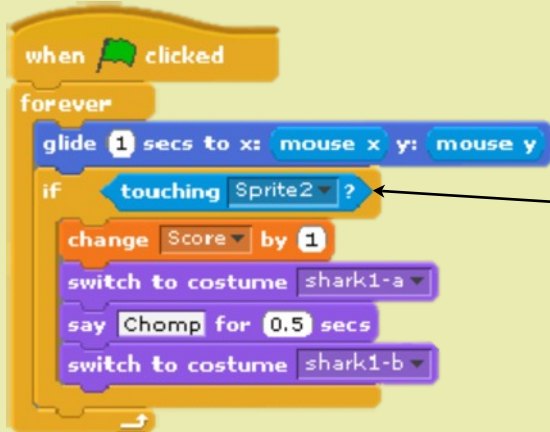 when clicked
forever
glide 1 secs to x: mouse x y: mouse y
if touching Sprite2 ?
change Score by 1
switch to costume shark1-a
say Chomp for 0.5 secs
switch to costume shark1-b